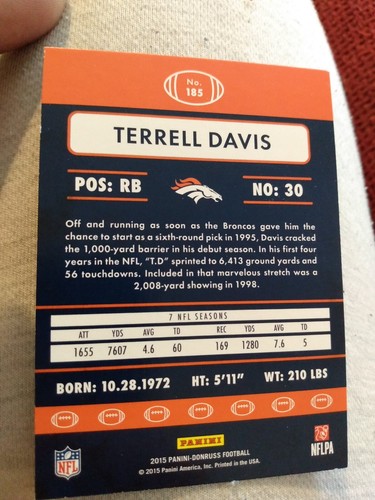 No.
185
TERRELL DAVIS
POS: RB
NO: 30
Off and running as soon as the Broncos gave him the
chance to start as a sixth-round pick in 1995, Davis cracked
the 1,000-yard barrier in his debut season. In his first four
years in the NFL, "T.D" sprinted to 6,413 ground yards and
56 touchdowns. Included in that marvelous stretch was a
2,008-yard showing in 1998.
7 NFL SEASONS
ATT YDS AVG TD REC YDS AVG TD
1655 7607 4.6 60 169 1280 7.6 5
BORN: 10.28.1972 HT: 5'11" WT: 210 LBS
NFL
PANINI
2015 PANINI-DONRUSS FOOTBALL
© 2015 Panini America, Inc. Printed in the USA.
NFLPA